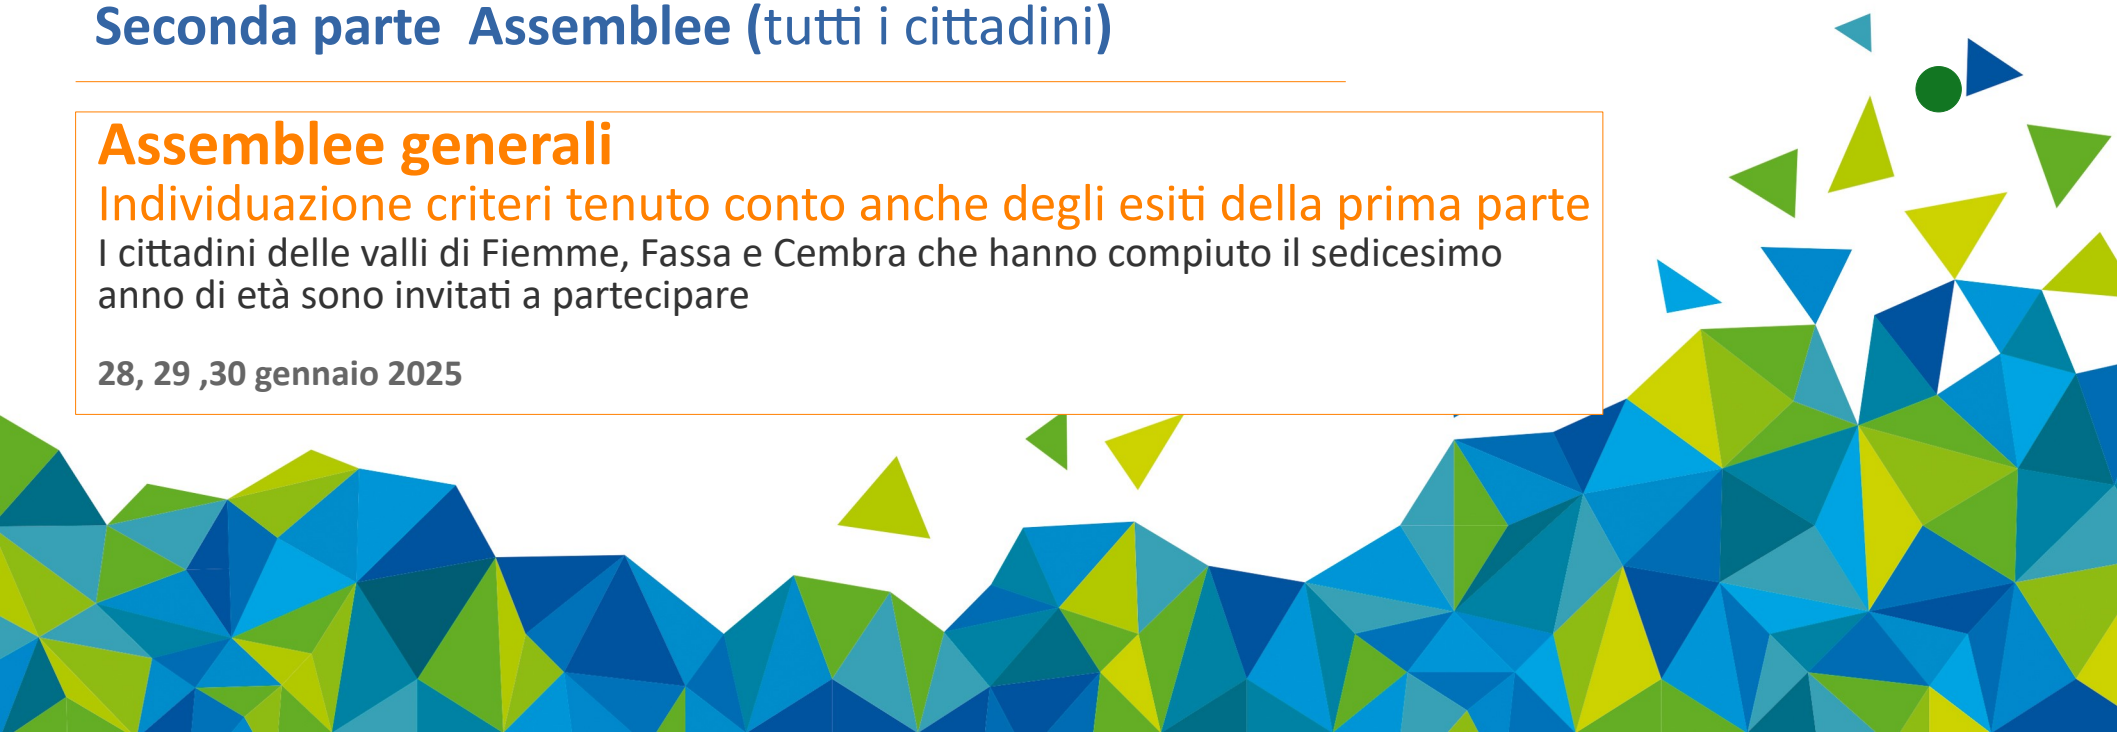 Seconda parte  Assemblee (tutti i cittadini)
Assemblee generali
Individuazione criteri tenuto conto anche degli esiti della prima parte
I cittadini delle valli di Fiemme, Fassa e Cembra che hanno compiuto il sedicesimo
anno di età sono invitati a partecipare
28, 29 ,30 gennaio 2025